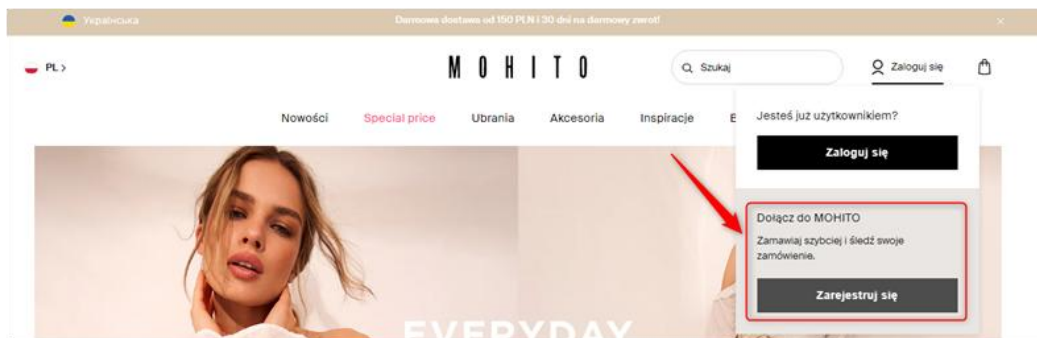 Українська
Darmowa dostawa od 150 PLN i 30 dni na darmowy zwrot!
PL >
MOHITO
Szukaj
Zaloguj się
Nowości
Special price
Ubrania
Akcesoria
Inspiracje
Jesteś już użytkownikiem?
Zaloguj się
Dołącz do MOHITO
Zamawiaj szybciej i śledź swoje
zamówienie.
Zarejestruj się
EVERYDAY